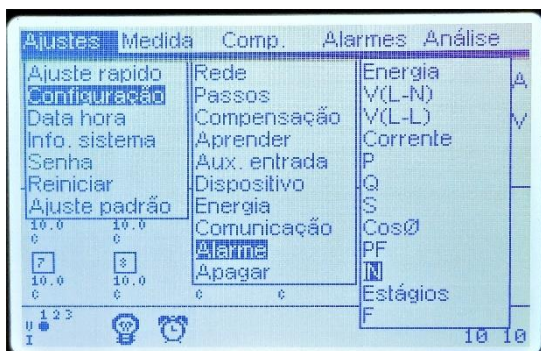 Ajustes Medida Comp. Alarmes Análise
Ajuste rapido
Configuração
Data hora
Info. sistema
Senha
Reiniciar
Ajuste padrão
Rede
Passos
Compensação
Aprender
Aux. entrada
Dispositivo
Energia
Comunicação
Alarme
Apagar
Energia
V(L-N)
V(L-L)
Corrente
P
Q
S
CosØ
PF
N
Estágios
F
A
V
10.0 10.0
C
7 8
10.0 10.0
C C C C
1 2 3
U
I
10 10